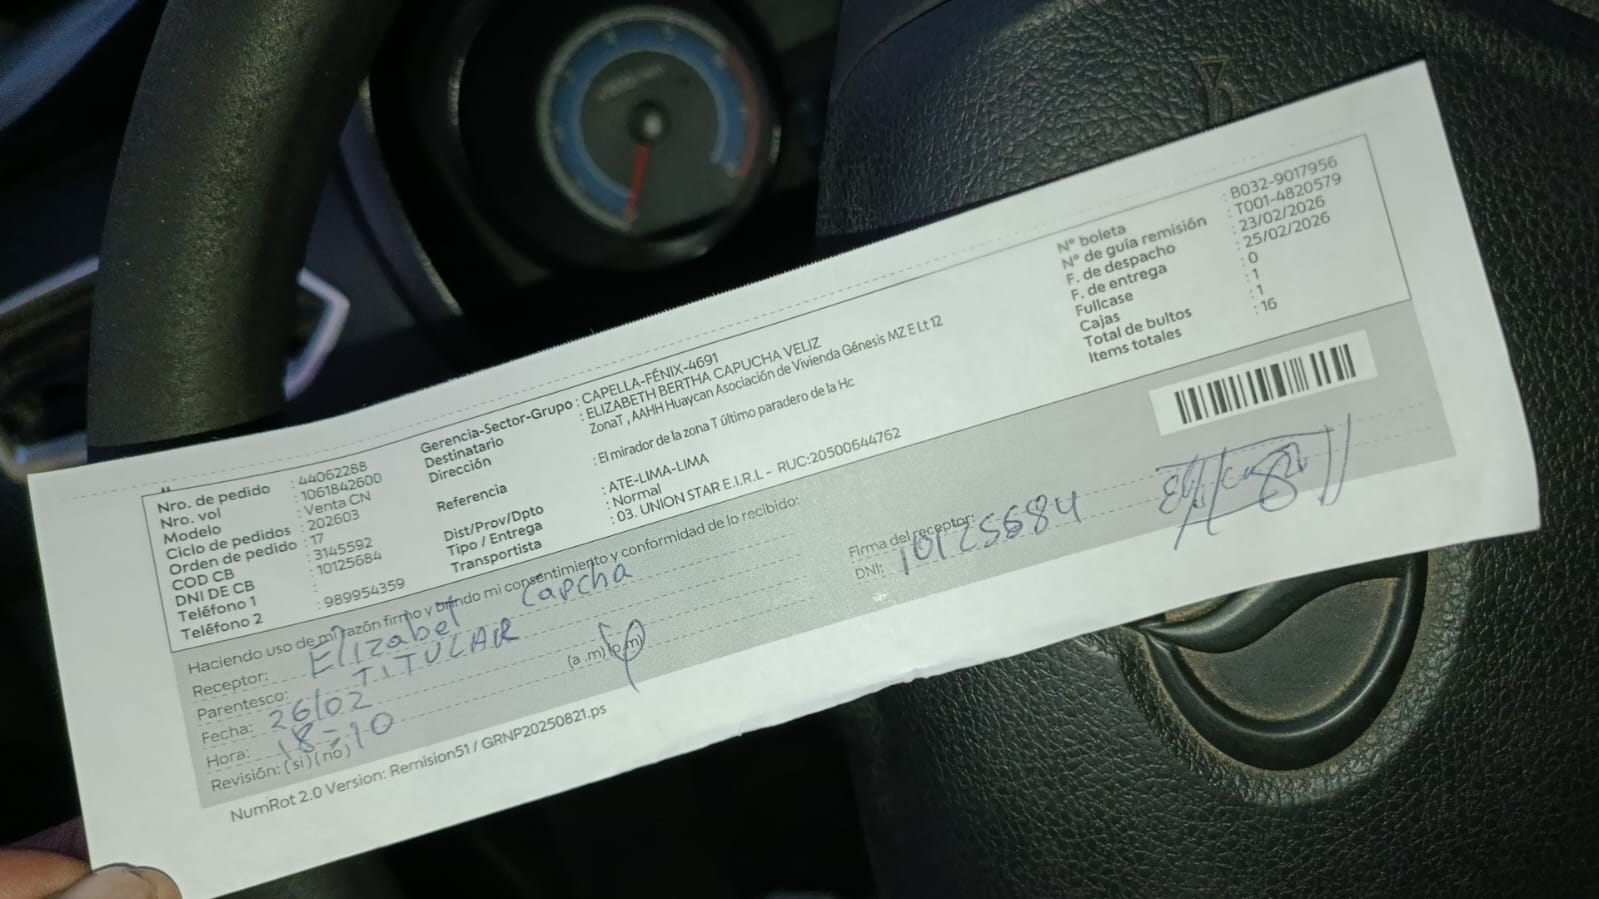 Nro. de pedido : 44062288
Nro. vol : 1061842600
Modelo : Venta CN
Ciclo de pedidos : 202603
Orden de pedido : 17
COD CB : 3145592
DNI DE CB : 10125684
Teléfono 1 :
Teléfono 2 : 989954359
Gerencia-Sector-Grupo : CAPELLA-FÉNIX-4691
Destinatario : ELIZABETH BERTHA CAPUCHA VELIZ
Dirección ZonaT , AAHH Huaycan Asociación de Vivienda Génesis MZ E Lt 12
Referencia : El mirador de la zona T último paradero de la Hc
Dist/Prov/Dpto : ATE-LIMA-LIMA
Tipo / Entrega : Normal
Transportista : 03. UNION STAR E.I.R.L - RUC:20500644762
N° boleta : B032-9017956
N° de guía remisión : T001-4820579
F. de despacho : 23/02/2026
F. de entrega : 25/02/2026
Fullcase : 0
Cajas : 1
Total de bultos : 1
Items totales : 16
Haciendo uso de mi razón firmo y brindo mi consentimiento y conformidad de lo recibido:
Receptor: Elizabet Capcha
Parentesco: TITULAR
Fecha: 26/02
Hora: 18:10 (a .m) (p.m)
Revisión: (si) (no)
Firma del receptor:
DNI: 10125684
NumRot 2.0 Version: Remision51 / GRNP20250821.ps